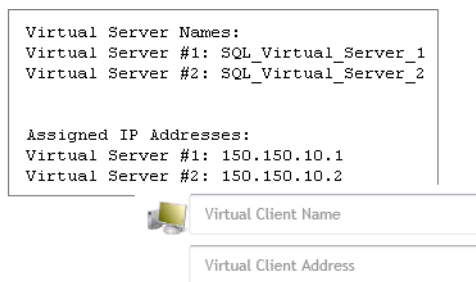 Virtual Server Names:
Virtual Server #1: SQL_Virtual_Server_1
Virtual Server #2: SQL_Virtual_Server_2
Assigned IP Addresses:
Virtual Server #1: 150.150.10.1
Virtual Server #2: 150.150.10.2
Virtual Client Name
Virtual Client Address